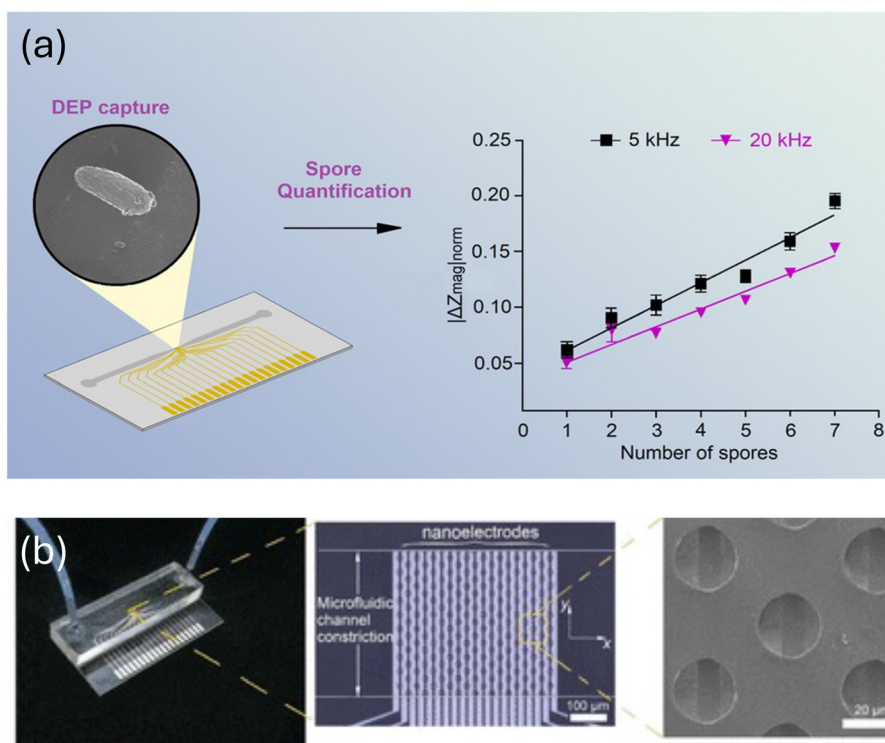 (a)
DEP capture
Spore
Quantification
|ΔZmag|norm
0.25
0.20
0.15
0.10
0.05
5 kHz
20 kHz
0 1 2 3 4 5 6 7 8
Number of spores
(b)
nanoelectrodes
Microfluidic
channel
constriction
y
x
100 μm
20 μm